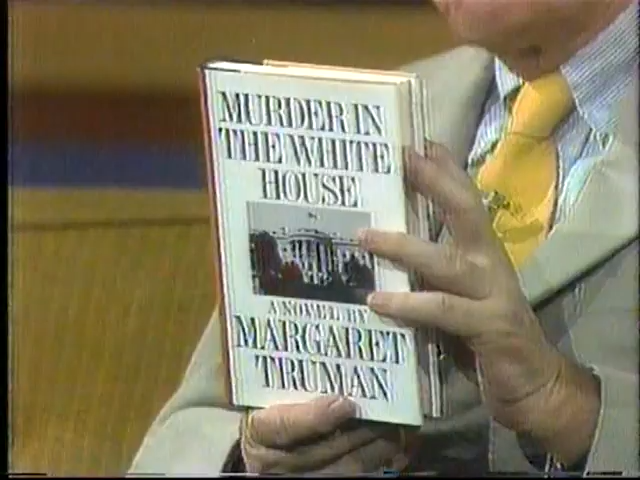 MURDER IN
THE WHITE
HOUSE
A NOVEL BY
MARGARET
TRUMAN